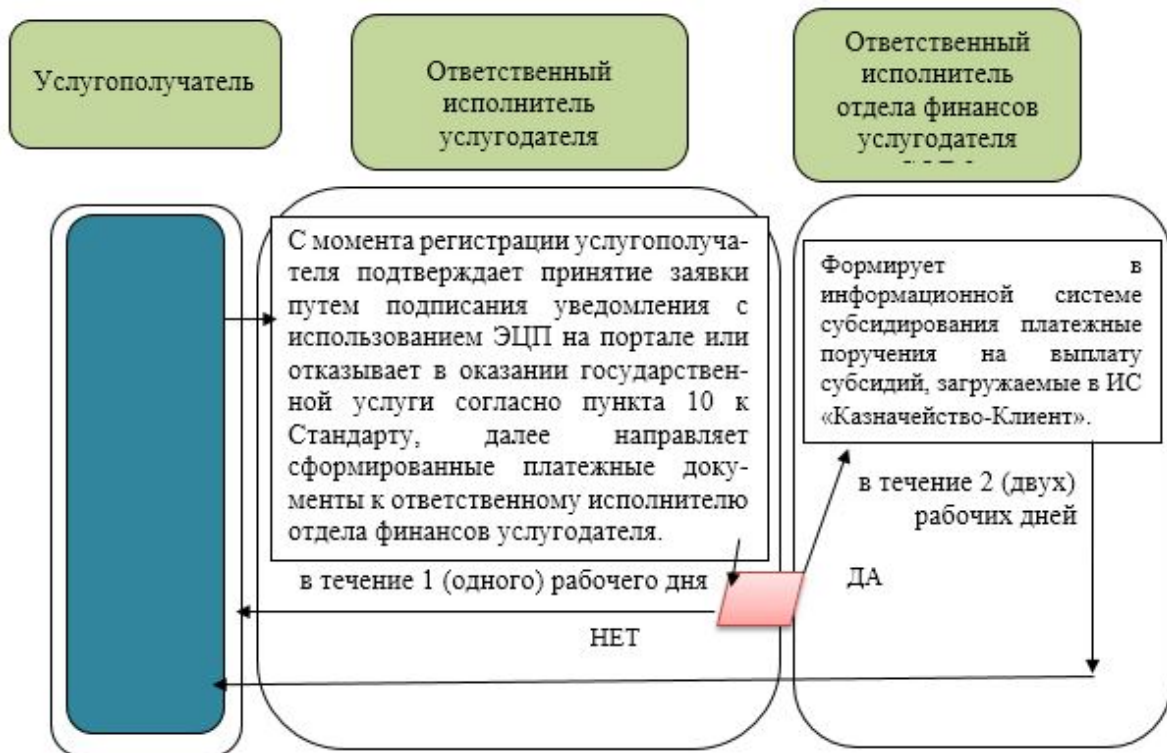 Услугополучатель
Ответственный
исполнитель
услугодателя
Ответственный
исполнитель
отдела финансов
услугодателя
С момента регистрации услугополуча-
теля подтверждает принятие заявки
путем подписания уведомления с
использованием ЭЦП на портале или
отказывает в оказании государствен-
ной услуги согласно пункта 10 к
Стандарту, далее направляет
сформированные платежные доку-
менты к ответственному исполнителю
отдела финансов услугодателя.
в течение 1 (одного) рабочего дня
НЕТ
Формирует в
информационной системе
субсидирования платежные
поручения на выплату
субсидий, загружаемые в ИС
«Казначейство-Клиент».
в течение 2 (двух)
рабочих дней
ДА